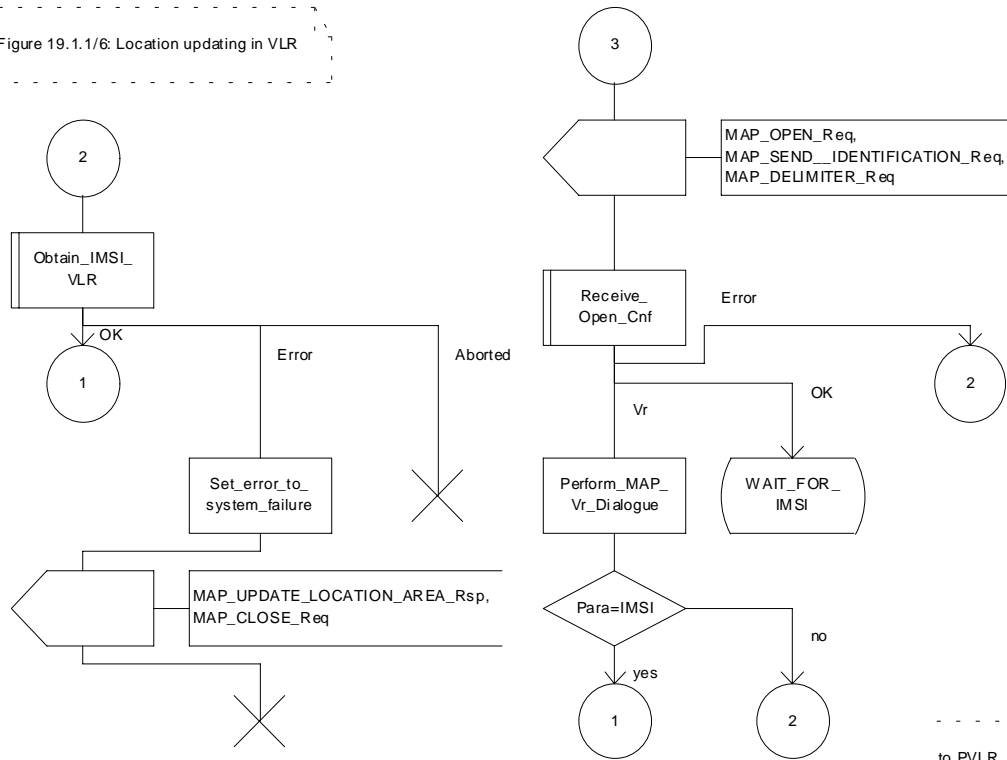 Figure 19.1.1/6: Location updating in VLR
2
Obtain_IMSI_
VLR
OK
Error
Aborted
1
Set_error_to_
system_failure
MAP_UPDATE_LOCATION_AREA_Rsp,
MAP_CLOSE_Req
3
MAP_OPEN_Req,
MAP_SEND__IDENTIFICATION_Req,
MAP_DELIMITER_Req
Receive_
Open_Cnf
Error
2
OK
Vr
Perform_MAP_
Vr_Dialogue
WAIT_FOR_
IMSI
Para=IMSI
no
yes
1
2
to PVLR